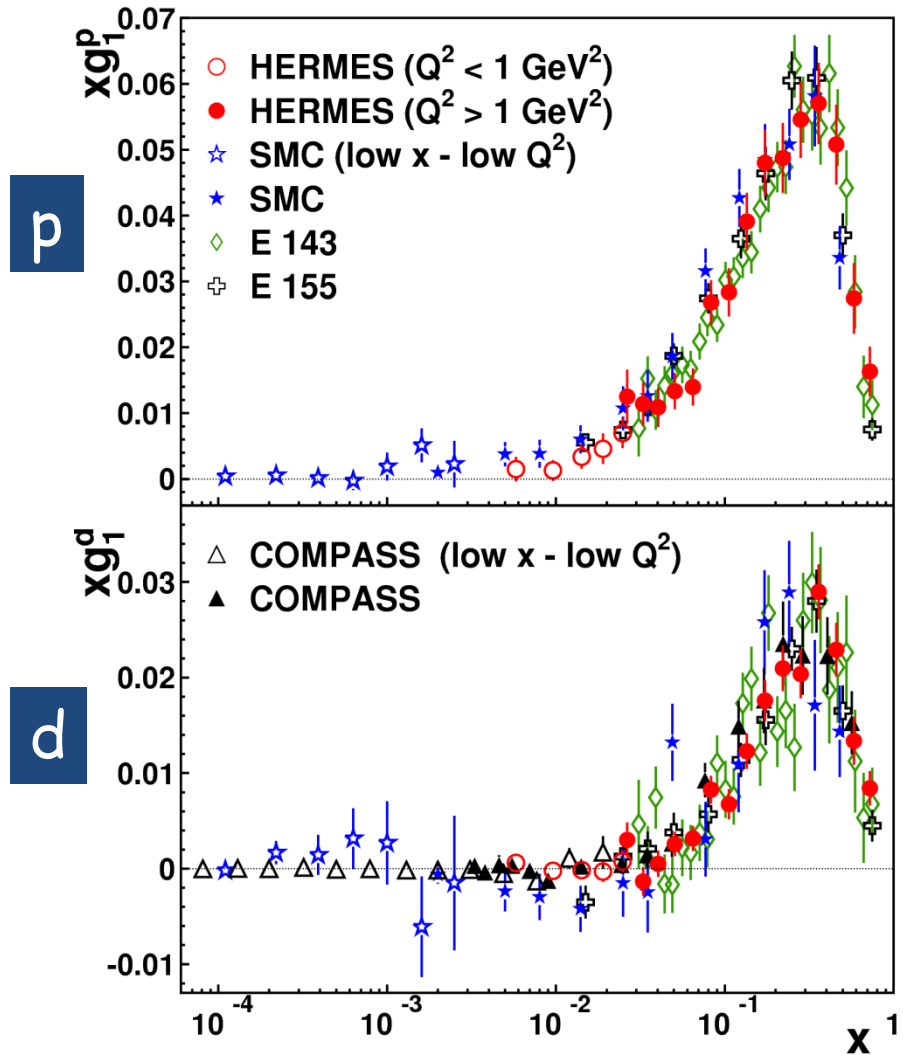 xg₁ᵖ
0.07
0.06
0.05
0.04
0.03
0.02
0.01
0
HERMES (Q² < 1 GeV²)
HERMES (Q² > 1 GeV²)
SMC (low x - low Q²)
SMC
E 143
E 155
p
xg₁ᵈ
0.03
0.02
0.01
0
-0.01
COMPASS (low x - low Q²)
COMPASS
d
10⁻⁴ 10⁻³ 10⁻² 10⁻¹ 1
x